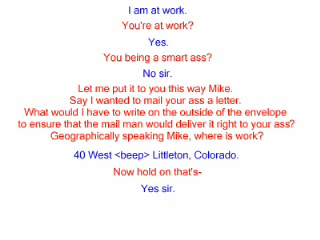 I am at work.
You're at work?
Yes.
You being a smart ass?
No sir.
Let me put it to you this way Mike.
Say I wanted to mail your ass a letter.
What would I have to write on the outside of the envelope
to ensure that the mail man would deliver it right to your ass?
Geographically speaking Mike, where is work?
40 West <beep> Littleton, Colorado.
Now hold on that's-
Yes sir.